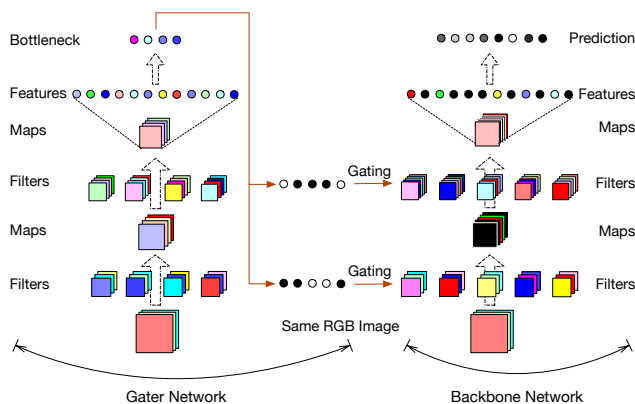 Bottleneck
Prediction
Features
Features
Maps
Maps
Filters
Gating
Filters
Maps
Maps
Filters
Gating
Filters
Same RGB Image
Gater Network
Backbone Network